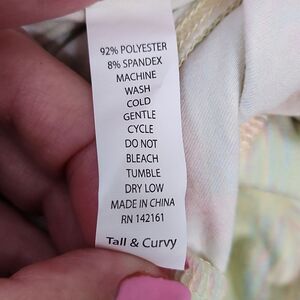 92% POLYESTER
8% SPANDEX
MACHINE
WASH
COLD
GENTLE
CYCLE
DO NOT
BLEACH
TUMBLE
DRY LOW
MADE IN CHINA
RN 142161
Tall & Curvy